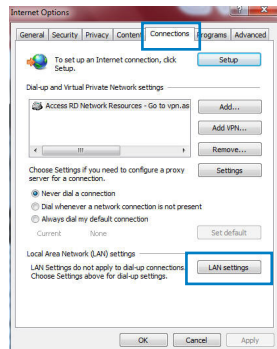 Internet Options
General Security Privacy Content Connections Programs Advanced
To set up an Internet connection, click
Setup.
Setup
Dial-up and Virtual Private Network settings
Access RD Network Resources - Go to vpn.as
Add...
Add VPN...
Remove...
Choose Settings if you need to configure a proxy
server for a connection.
Settings
Never dial a connection
Dial whenever a network connection is not present
Always dial my default connection
Current None
Set default
Local Area Network (LAN) settings
LAN Settings do not apply to dial-up connections.
Choose Settings above for dial-up settings.
LAN settings
OK Cancel Apply